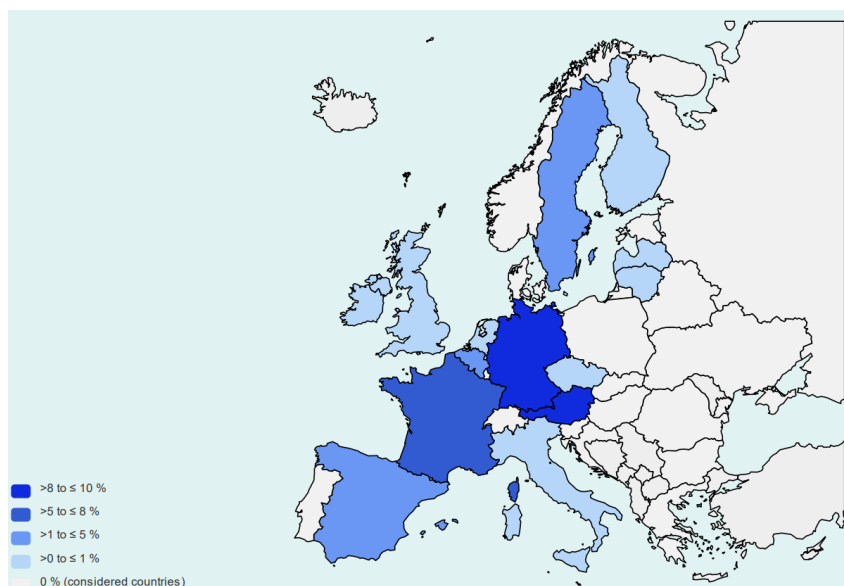 >8 to ≤ 10 %
>5 to ≤ 8 %
>1 to ≤ 5 %
>0 to ≤ 1 %
0 % (considered countries)